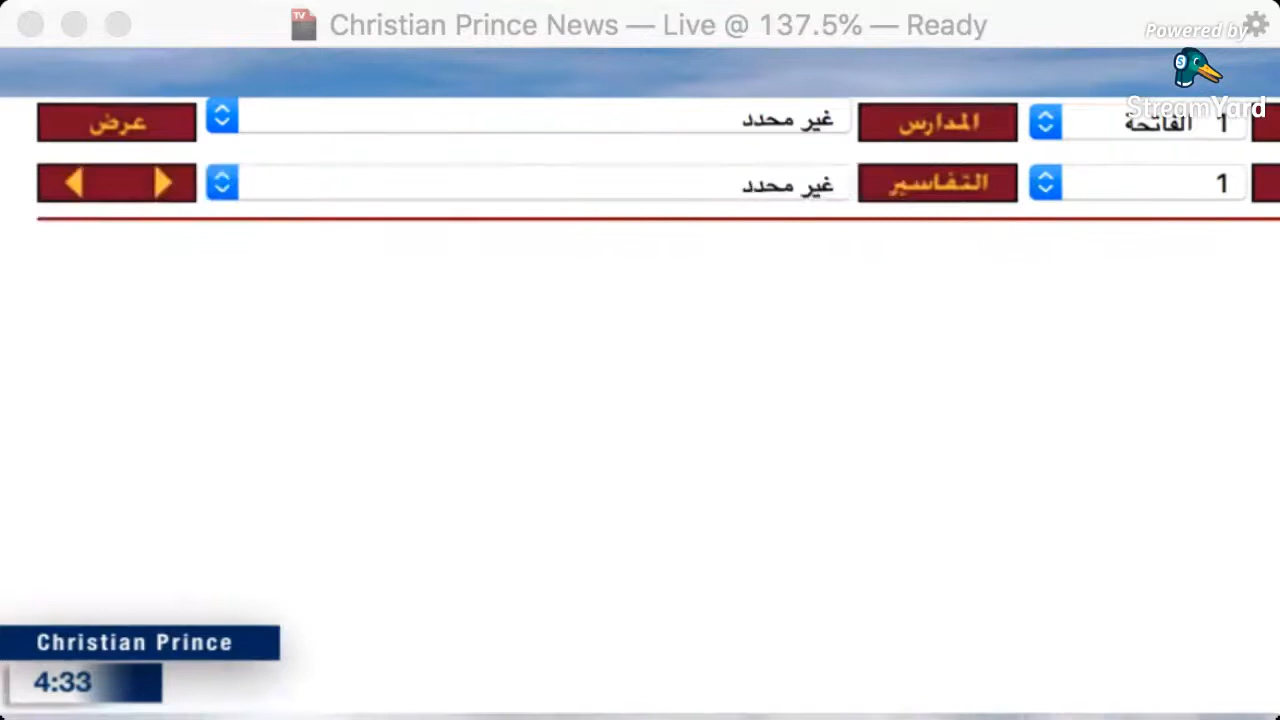 Christian Prince News — Live @ 137.5% — Ready
Powered by
StreamYard
1 الفاتحة
المدارس
غير محدد
عرض
1
التفاسير
غير محدد
Christian Prince
4:33